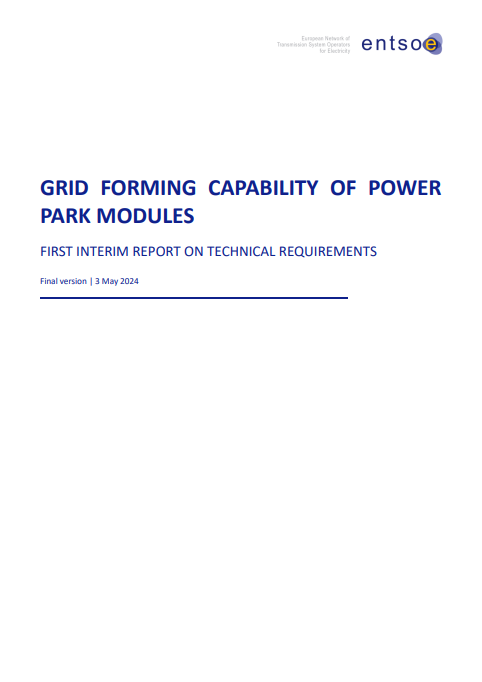 European Network of
Transmission System Operators
for Electricity
entsoe
GRID FORMING CAPABILITY OF POWER
PARK MODULES
FIRST INTERIM REPORT ON TECHNICAL REQUIREMENTS
Final version | 3 May 2024